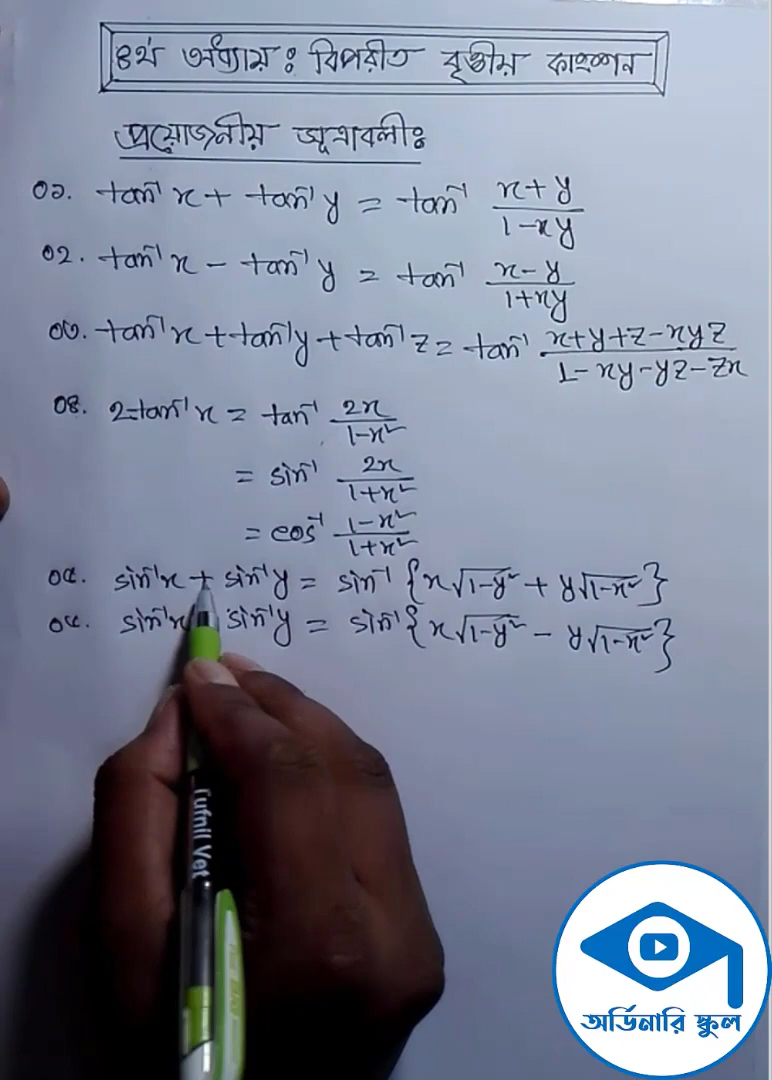 ৪র্থ অধ্যায়ঃ বিপরীত বৃত্তীয় ফাংশন
প্রয়োজনীয় সূত্রাবলীঃ
০১. tan⁻¹x + tan⁻¹y = tan⁻¹ (x+y)/(1-xy)
০২. tan⁻¹x - tan⁻¹y = tan⁻¹ (x-y)/(1+xy)
০৩. tan⁻¹x + tan⁻¹y + tan⁻¹z = tan⁻¹ (x+y+z-xyz)/(1-xy-yz-zx)
০৪. 2tan⁻¹x = tan⁻¹ 2x/(1-x²)
= sin⁻¹ 2x/(1+x²)
= cos⁻¹ (1-x²)/(1+x²)
০৫. sin⁻¹x + sin⁻¹y = sin⁻¹{x√(1-y²) + y√(1-x²)}
sin⁻¹x sin⁻¹y = sin⁻¹{x√(1-y²) - y√(1-x²)}
অর্ডিনারি স্কুল